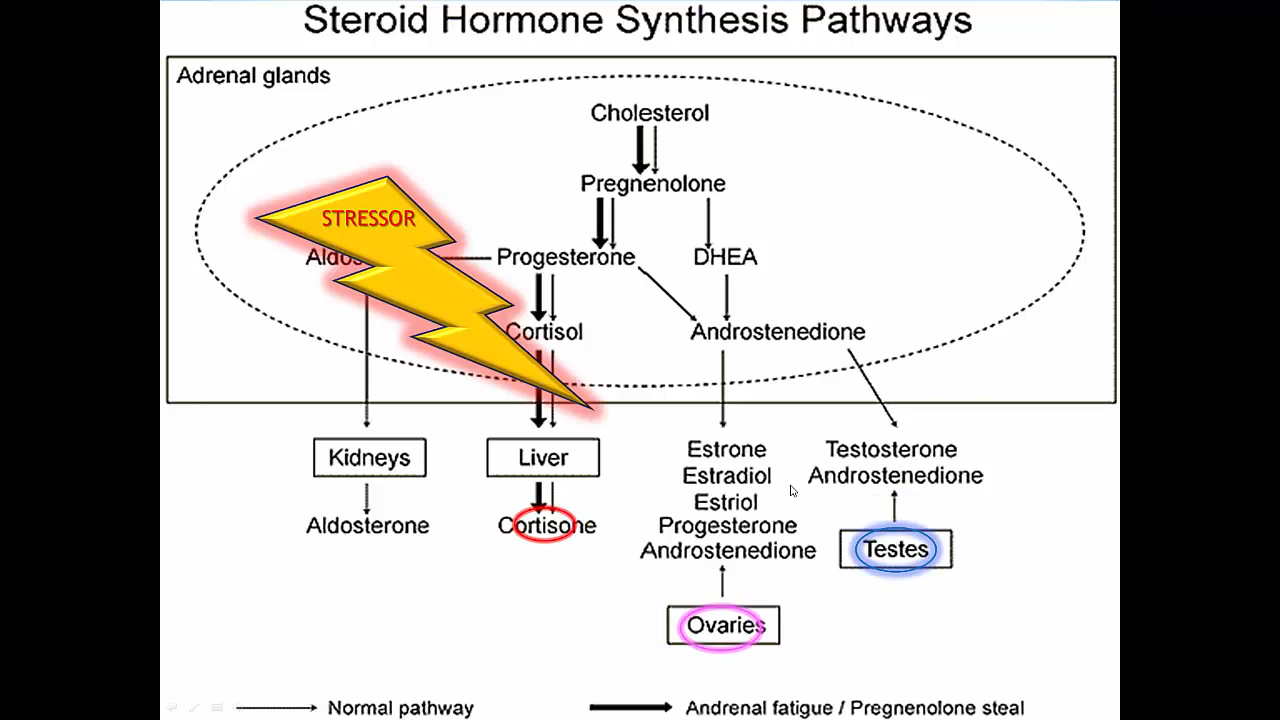 Steroid Hormone Synthesis Pathways
Adrenal glands
Cholesterol
Pregnenolone
STRESSOR
Progesterone
DHEA
Cortisol
Androstenedione
Kidneys
Liver
Estrone
Estradiol
Estriol
Progesterone
Androstenedione
Testosterone
Androstenedione
Aldosterone
Cortisone
Testes
Ovaries
Normal pathway
Andrenal fatigue / Pregnenolone steal